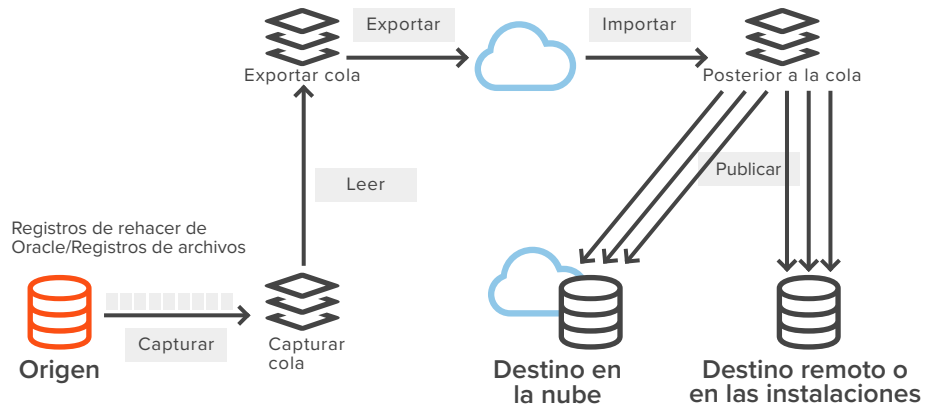 Exportar
Importar
Exportar cola
Posterior a la cola
Publicar
Leer
Registros de rehacer de
Oracle/Registros de archivos
Capturar
Capturar
cola
Origen
Destino en
la nube
Destino remoto o
en las instalaciones